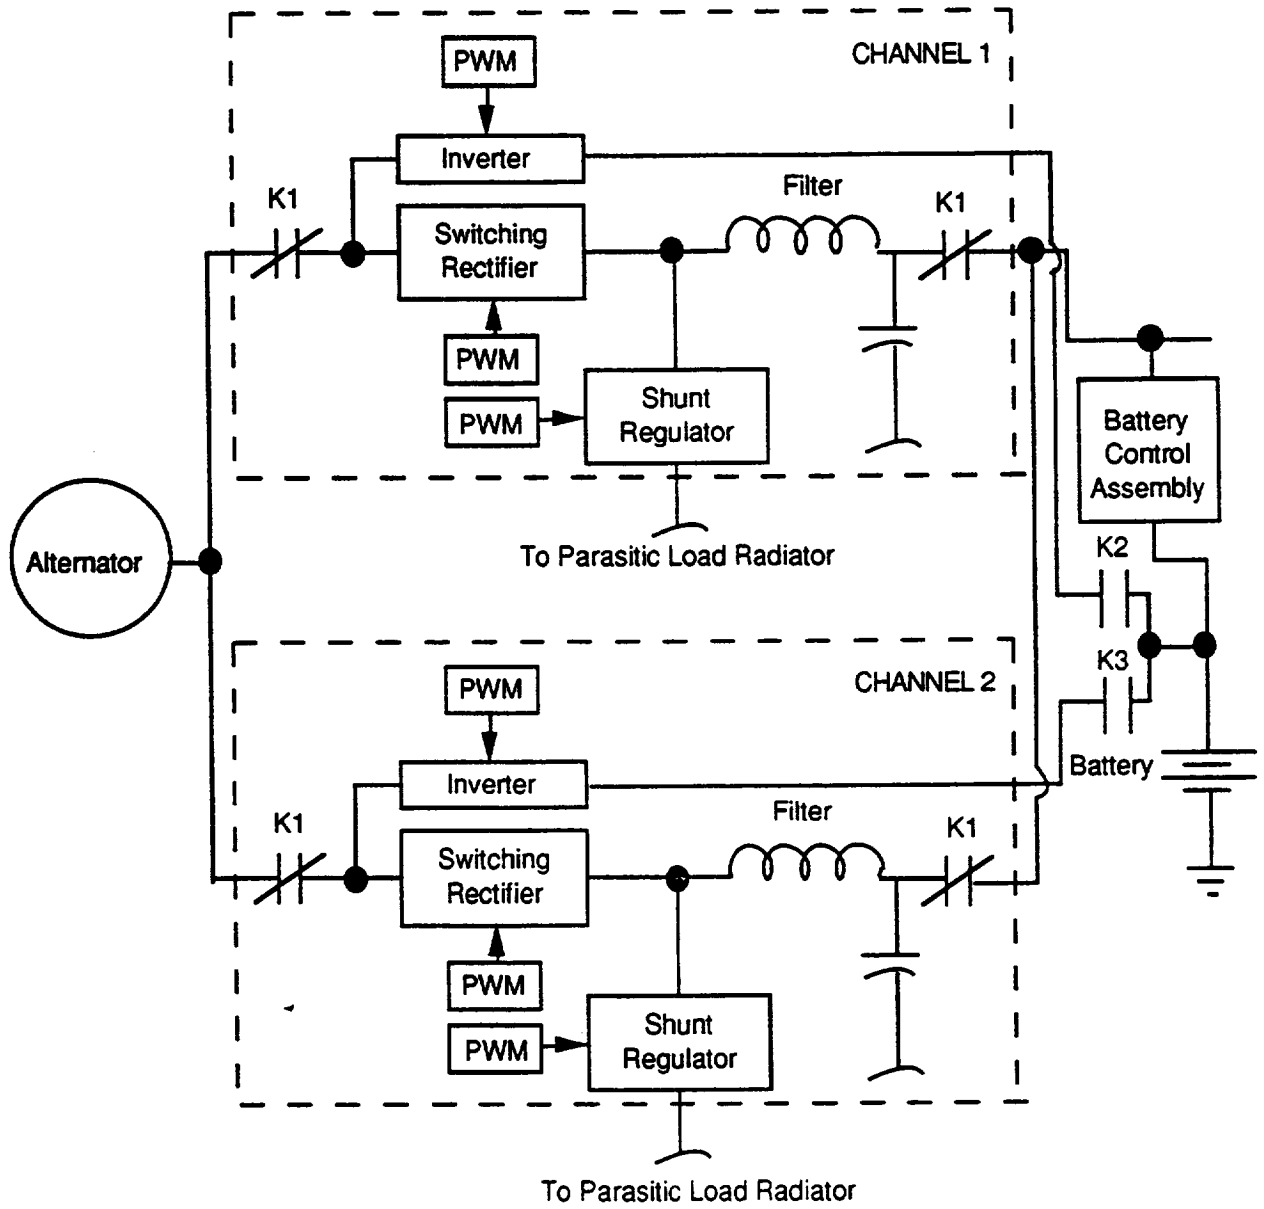 CHANNEL 1
PWM
Inverter
K1
Switching
Rectifier
Filter
K1
PWM
PWM
Shunt
Regulator
To Parasitic Load Radiator
Alternator
Battery
Control
Assembly
K2
K3
Battery
CHANNEL 2
PWM
Inverter
K1
Switching
Rectifier
Filter
K1
PWM
PWM
Shunt
Regulator
To Parasitic Load Radiator